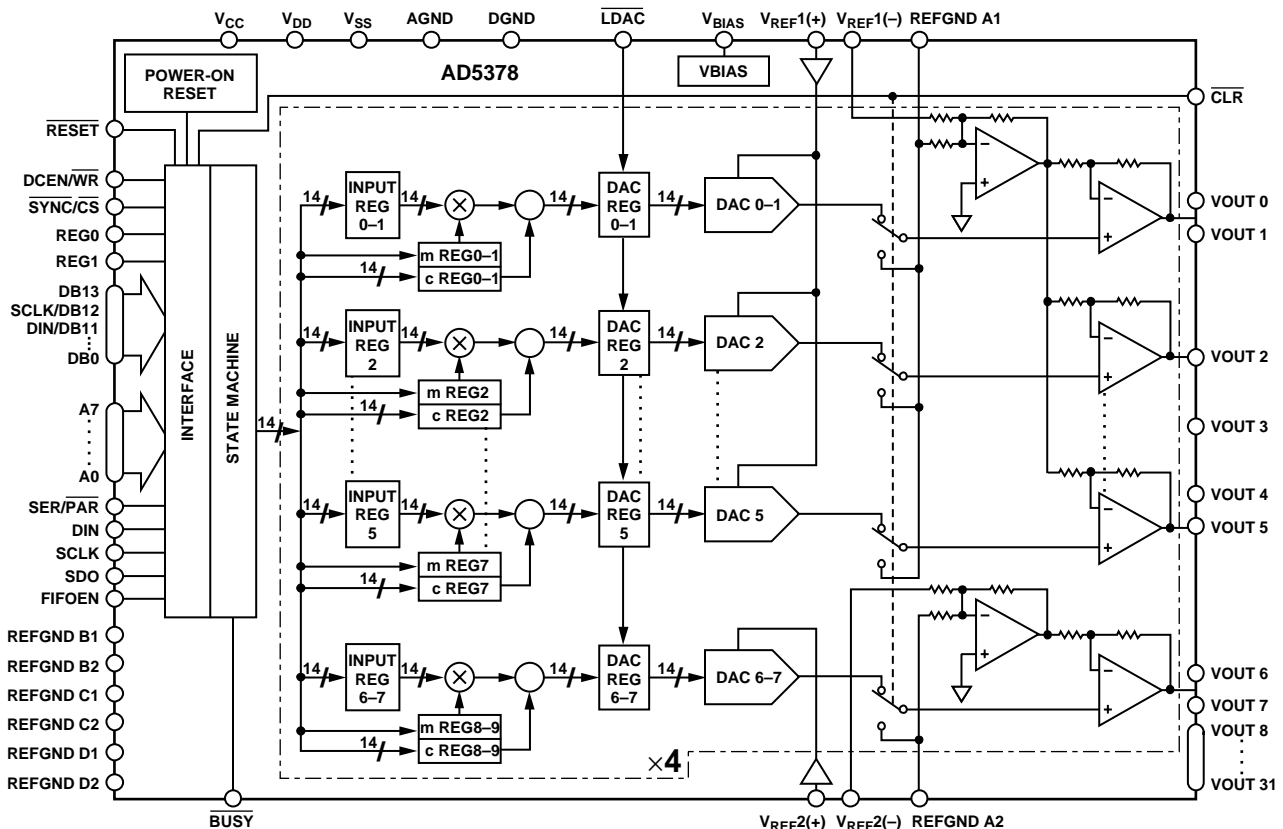 VCC VDD VSS AGND DGND LDAC VBIAS VREF1(+) VREF1(–) REFGND A1
POWER-ON
RESET
AD5378
VBIAS
CLR
RESET
DCEN/WR
SYNC/CS
REG0
REG1
DB13
SCLK/DB12
DIN/DB11
DB0
A7
A0
SER/PAR
DIN
SCLK
SDO
FIFOEN
REFGND B1
REFGND B2
REFGND C1
REFGND C2
REFGND D1
REFGND D2
INTERFACE
STATE MACHINE
14
14
INPUT
REG
0–1
14
×
14
DAC
REG
0–1
14
DAC 0–1
m REG0–1
14
c REG0–1
–
+
–
+
VOUT 0
VOUT 1
14
INPUT
REG
2
14
×
14
DAC
REG
2
14
DAC 2
m REG2
14
c REG2
–
+
VOUT 2
VOUT 3
14
INPUT
REG
5
14
×
14
DAC
REG
5
14
DAC 5
m REG7
14
c REG7
–
+
VOUT 4
VOUT 5
14
INPUT
REG
6–7
14
×
14
DAC
REG
6–7
14
DAC 6–7
m REG8–9
14
c REG8–9
–
+
–
+
VOUT 6
VOUT 7
VOUT 8
VOUT 31
×4
BUSY
VREF2(+) VREF2(–) REFGND A2